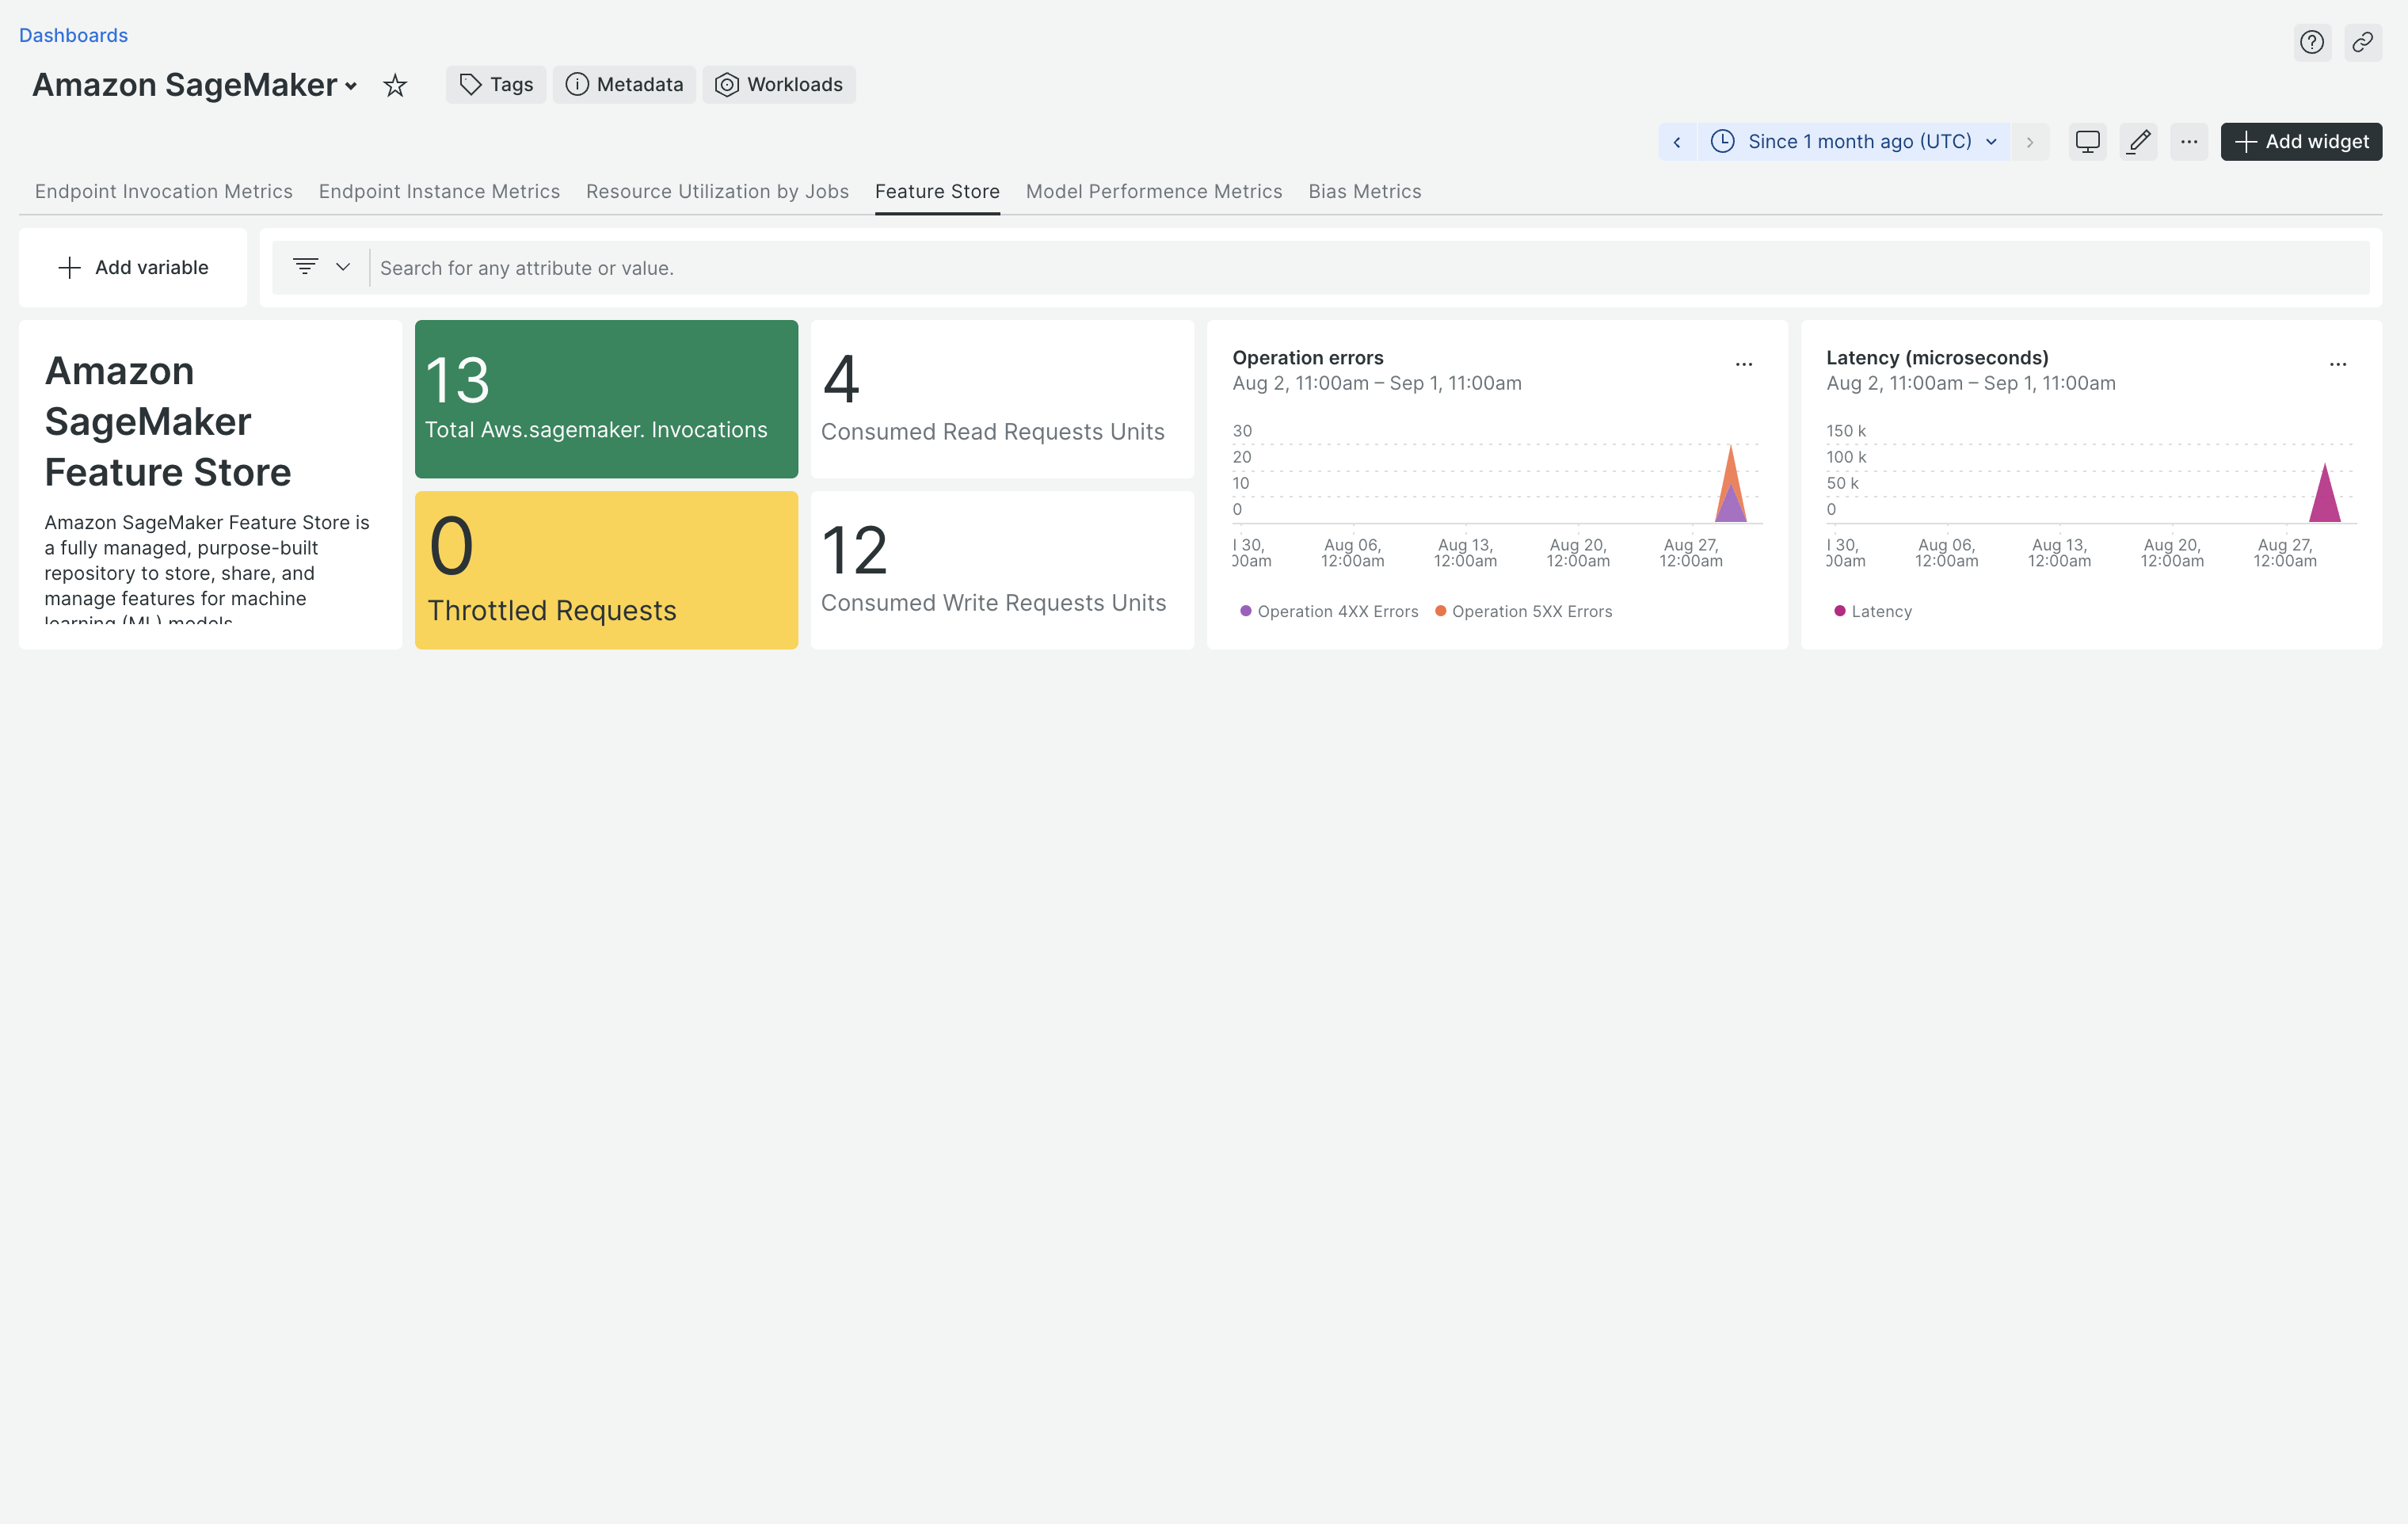 Dashboards
Amazon SageMaker
Tags
Metadata
Workloads
Since 1 month ago (UTC)
Add widget
Endpoint Invocation Metrics
Endpoint Instance Metrics
Resource Utilization by Jobs
Feature Store
Model Performence Metrics
Bias Metrics
Add variable
Search for any attribute or value.
Amazon
SageMaker
Feature Store
Amazon SageMaker Feature Store is
a fully managed, purpose-built
repository to store, share, and
manage features for machine
learning (ML) models
13
Total Aws.sagemaker. Invocations
0
Throttled Requests
4
Consumed Read Requests Units
12
Consumed Write Requests Units
Operation errors
Aug 2, 11:00am – Sep 1, 11:00am
30
20
10
0
l 30,
00am
Aug 06,
12:00am
Aug 13,
12:00am
Aug 20,
12:00am
Aug 27,
12:00am
Operation 4XX Errors
Operation 5XX Errors
Latency (microseconds)
Aug 2, 11:00am – Sep 1, 11:00am
150 k
100 k
50 k
0
l 30,
00am
Aug 06,
12:00am
Aug 13,
12:00am
Aug 20,
12:00am
Aug 27,
12:00am
Latency